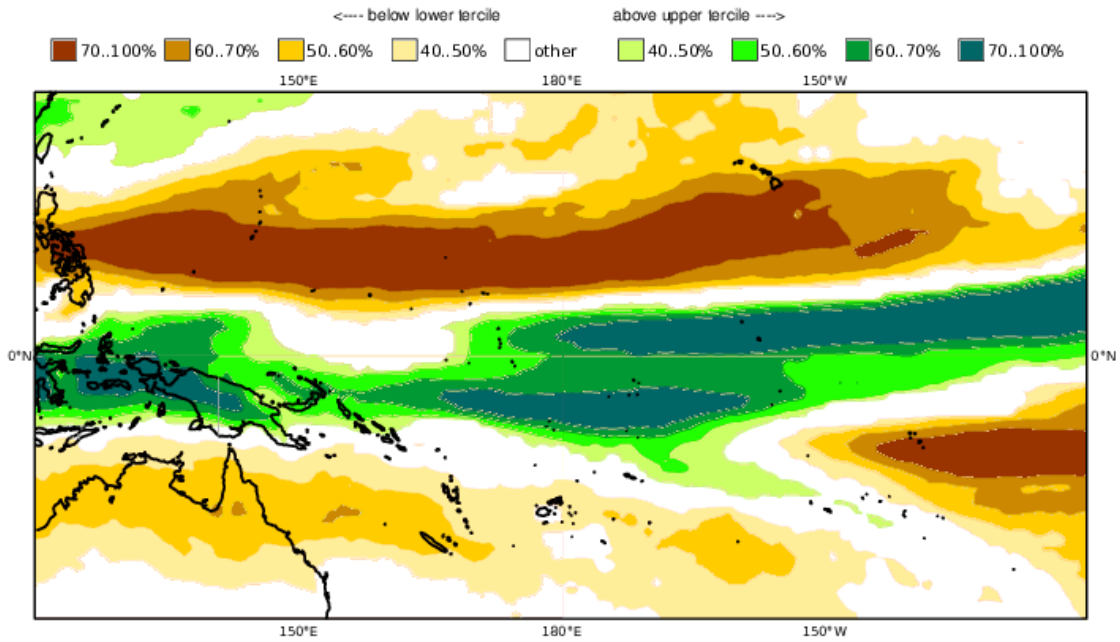 <---- below lower tercile above upper tercile ---->
70..100% 60..70% 50..60% 40..50% other 40..50% 50..60% 60..70% 70..100%
150°E 180°E 150°W
0°N 0°N
150°E 180°E 150°W